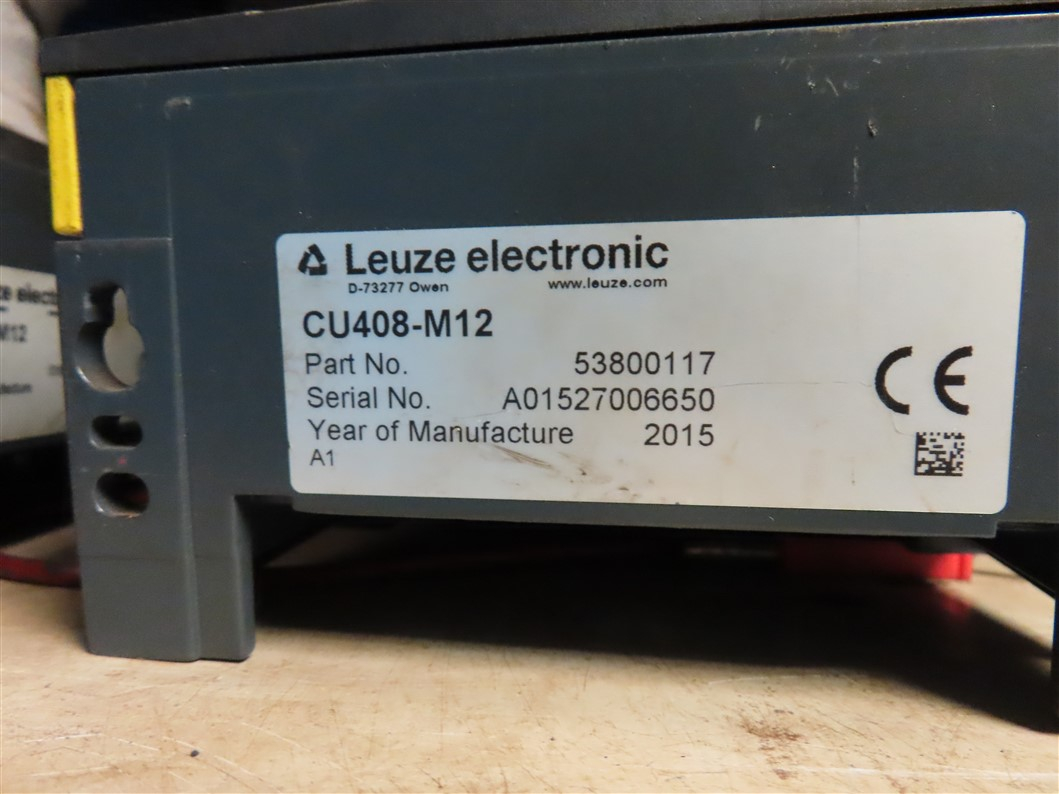 Leuze electronic
D-73277 Owen www.leuze.com
CU408-M12
Part No. 53800117
Serial No. A01527006650
Year of Manufacture 2015
A1
CE
M12